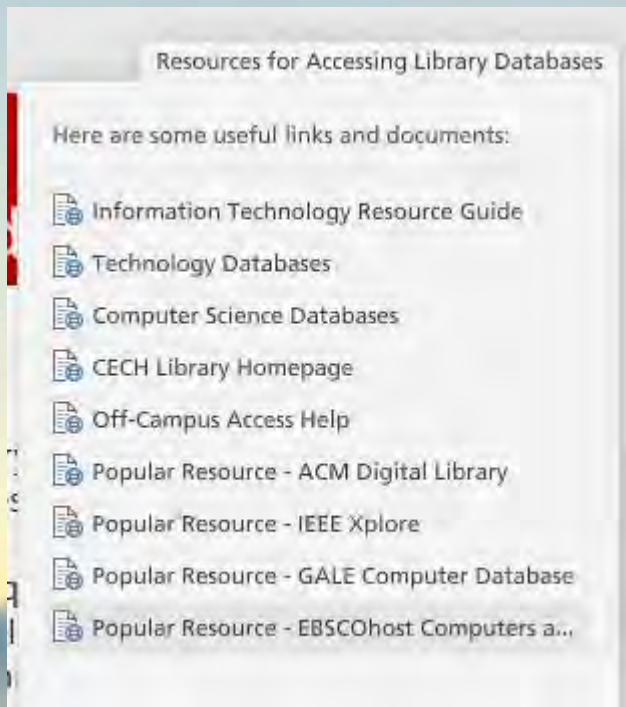 Resources for Accessing Library Databases
Here are some useful links and documents:
Information Technology Resource Guide
Technology Databases
Computer Science Databases
CECH Library Homepage
Off-Campus Access Help
Popular Resource - ACM Digital Library
Popular Resource - IEEE Xplore
Popular Resource - GALE Computer Database
Popular Resource - EBSCOhost Computers a...